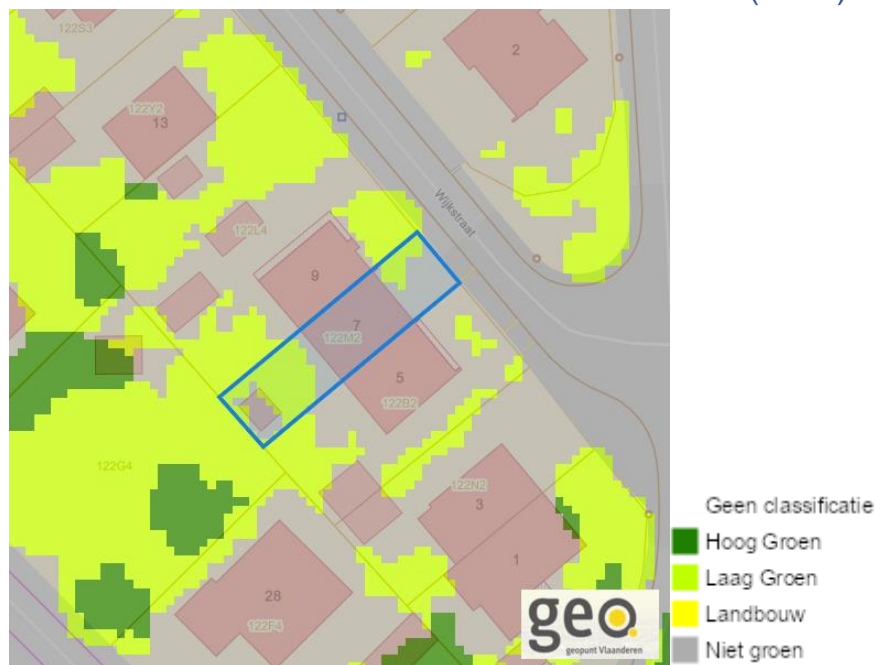 122S3
2
122Y2
13
Wijkstraat
122L4
9
7
122M2
5
122B2
122G4
122N2
3
1
28
122F4
geo
geopunt Vlaanderen
Geen classificatie
Hoog Groen
Laag Groen
Landbouw
Niet groen